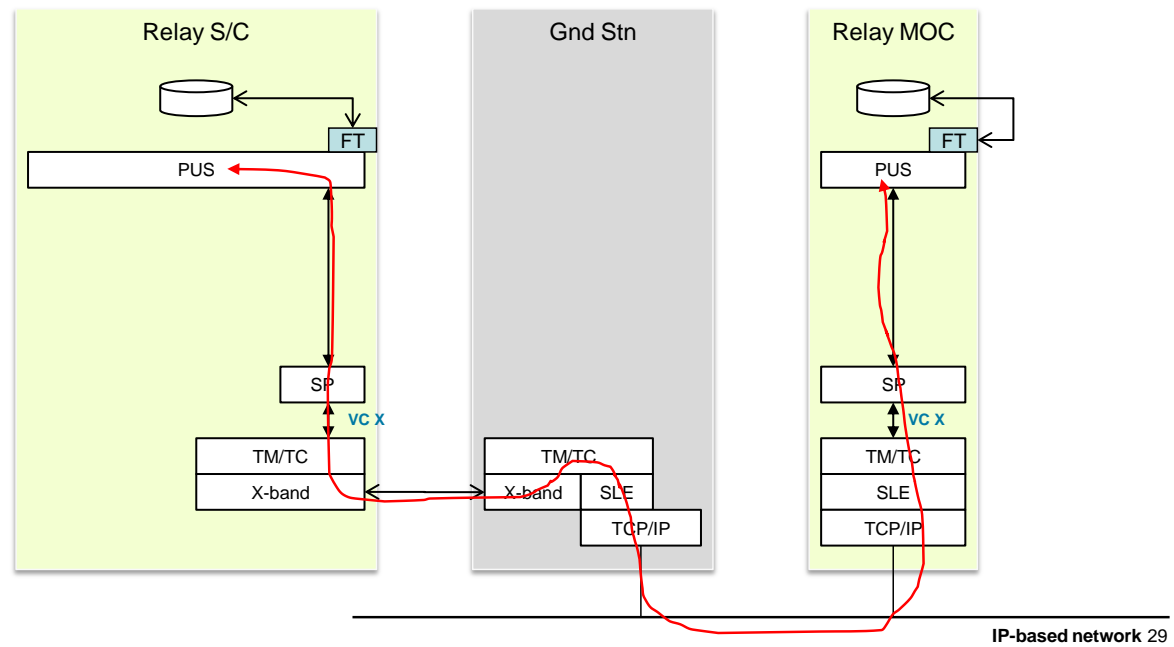 Relay S/C
Gnd Stn
Relay MOC
FT
FT
PUS
PUS
SP
SP
VC X
VC X
TM/TC
TM/TC
TM/TC
X-band
X-band
SLE
SLE
TCP/IP
TCP/IP
IP-based network 29